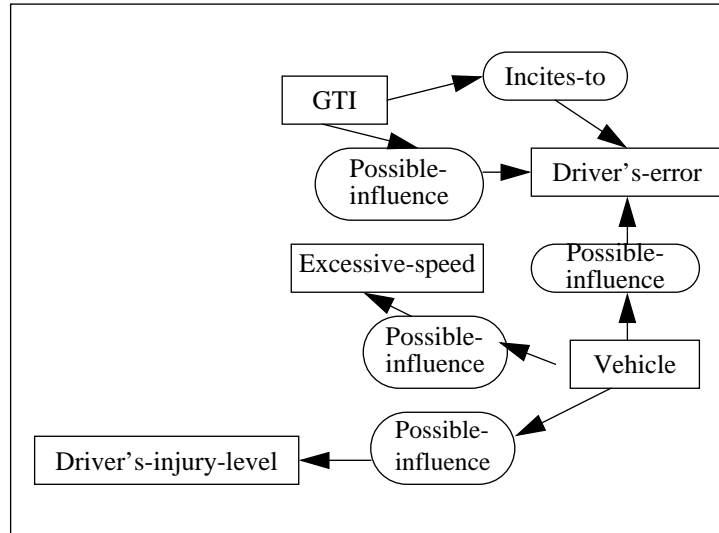 Incites-to
GTI
Possible-
influence
Driver’s-error
Excessive-speed
Possible-
influence
Possible-
influence
Vehicle
Possible-
influence
Driver’s-injury-level